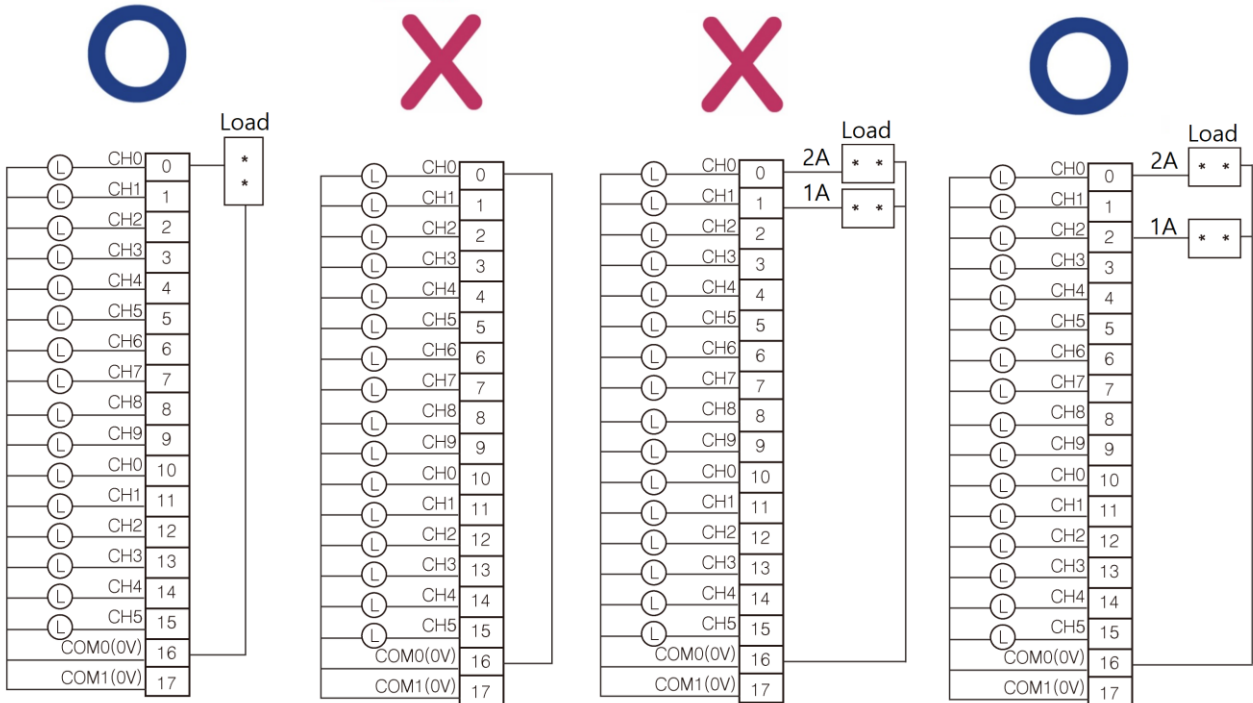 Load
L CH0 0 *
*
L CH1 1
L CH2 2
L CH3 3
L CH4 4
L CH5 5
L CH6 6
L CH7 7
L CH8 8
L CH9 9
L CH0 10
L CH1 11
L CH2 12
L CH3 13
L CH4 14
L CH5 15
COM0(0V) 16
COM1(0V) 17
L CH0 0
L CH1 1
L CH2 2
L CH3 3
L CH4 4
L CH5 5
L CH6 6
L CH7 7
L CH8 8
L CH9 9
L CH0 10
L CH1 11
L CH2 12
L CH3 13
L CH4 14
L CH5 15
COM0(0V) 16
COM1(0V) 17
Load
L CH0 0 2A * *
L CH1 1 1A * *
L CH2 2
L CH3 3
L CH4 4
L CH5 5
L CH6 6
L CH7 7
L CH8 8
L CH9 9
L CH0 10
L CH1 11
L CH2 12
L CH3 13
L CH4 14
L CH5 15
COM0(0V) 16
COM1(0V) 17
Load
L CH0 0 2A * *
L CH1 1
L CH2 2 1A * *
L CH3 3
L CH4 4
L CH5 5
L CH6 6
L CH7 7
L CH8 8
L CH9 9
L CH0 10
L CH1 11
L CH2 12
L CH3 13
L CH4 14
L CH5 15
COM0(0V) 16
COM1(0V) 17